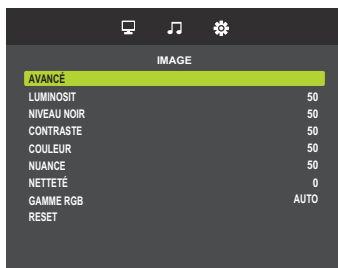 IMAGE
AVANCÉ
LUMINOSIT 50
NIVEAU NOIR 50
CONTRASTE 50
COULEUR 50
NUANCE 50
NETTETÉ 0
GAMME RGB AUTO
RESET